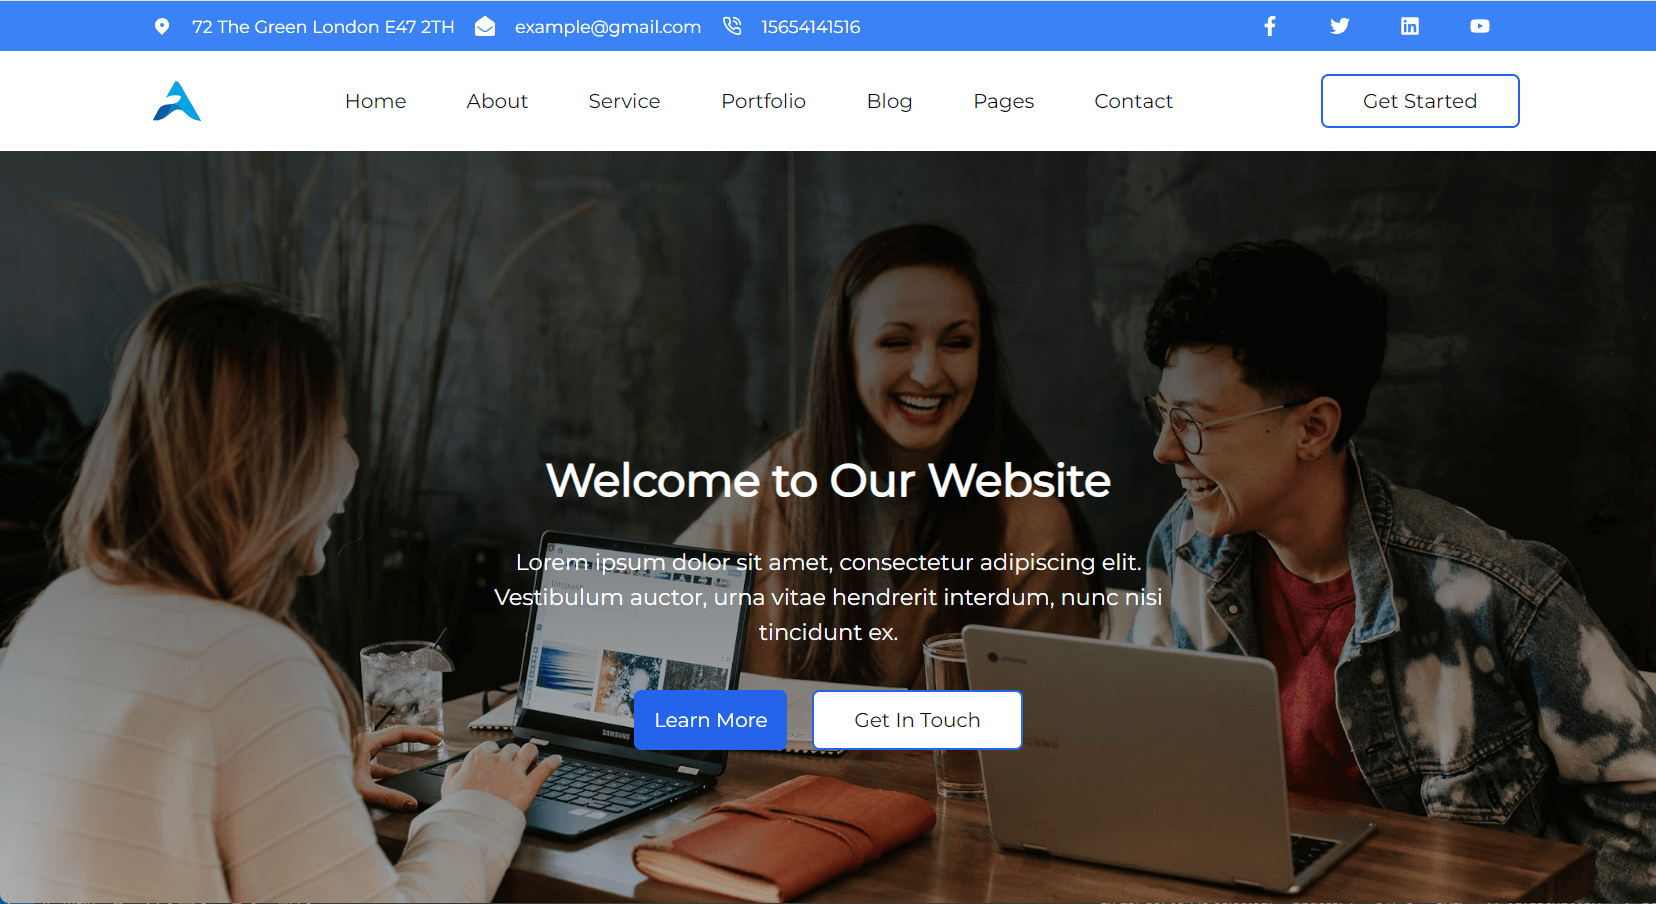 72 The Green London E47 2TH example@gmail.com 15654141516
Home About Service Portfolio Blog Pages Contact Get Started
Welcome to Our Website
Lorem ipsum dolor sit amet, consectetur adipiscing elit.
Vestibulum auctor, urna vitae hendrerit interdum, nunc nisi
tincidunt ex.
Unsplash
Learn More Get In Touch
SAMSUNG